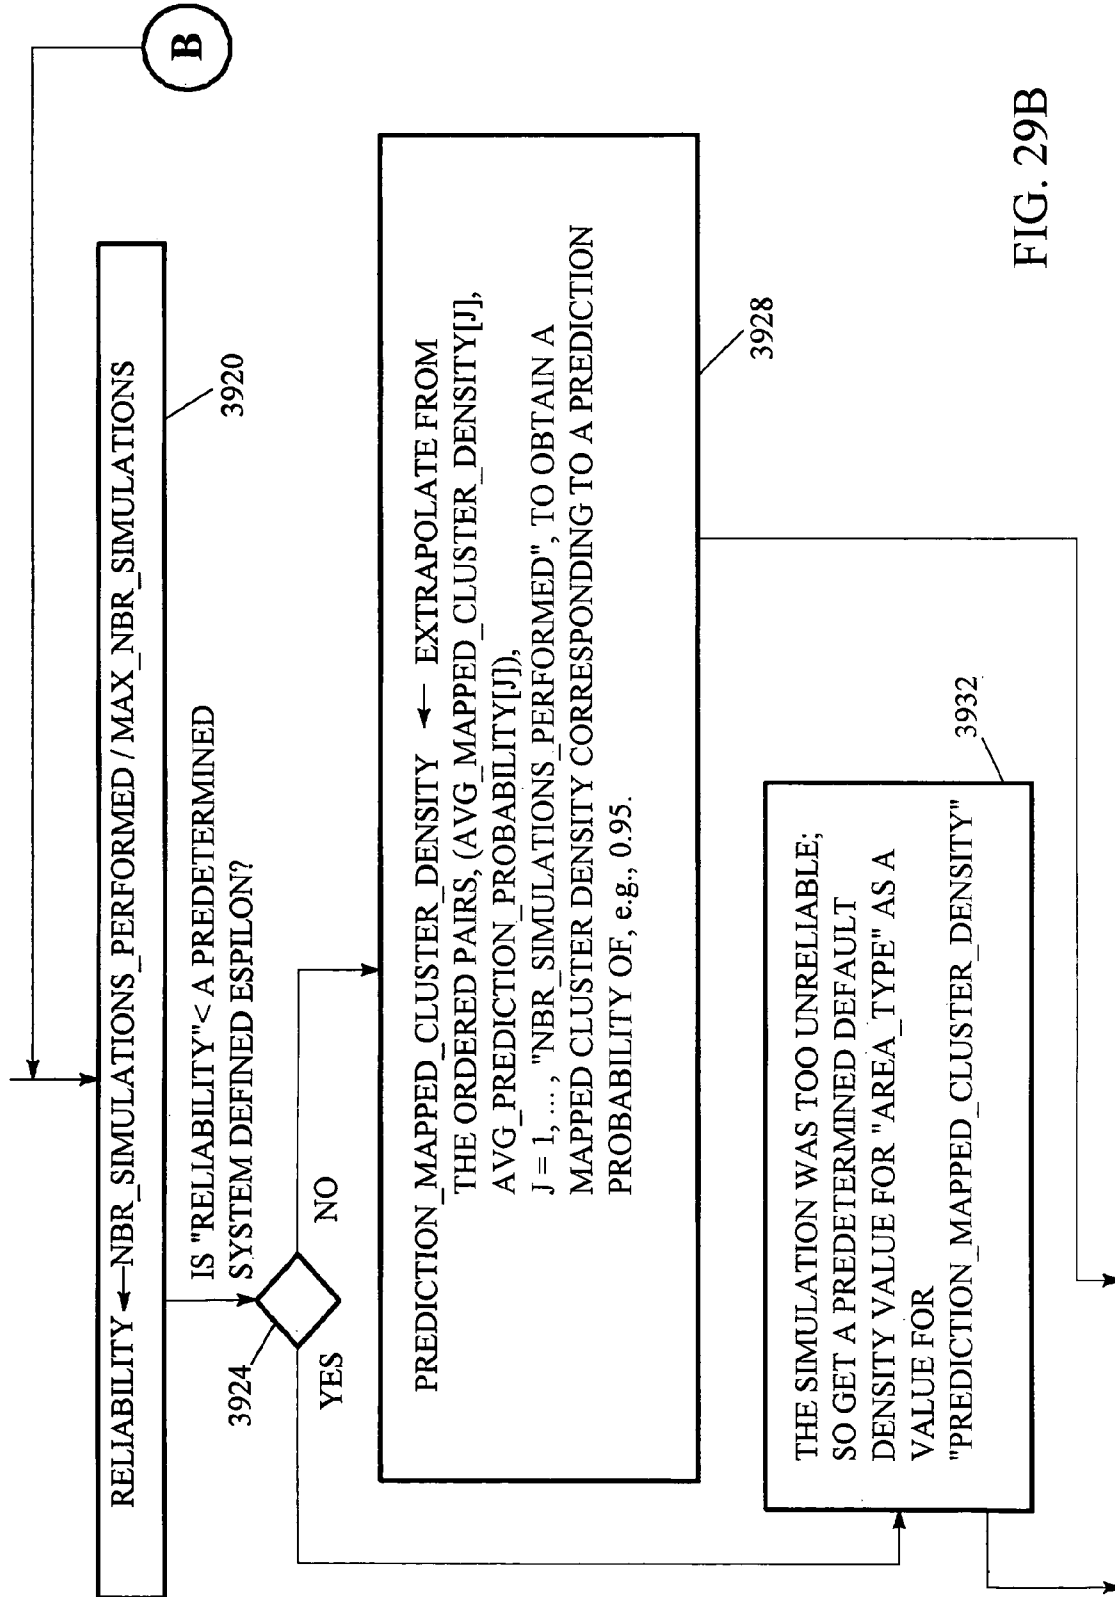 B
RELIABILITY ← NBR_SIMULATIONS_PERFORMED / MAX_NBR_SIMULATIONS
3920
IS "RELIABILITY"< A PREDETERMINED
SYSTEM DEFINED ESPILON?
3924
YES
NO
PREDICTION_MAPPED_CLUSTER_DENSITY ← EXTRAPOLATE FROM
THE ORDERED PAIRS, (AVG_MAPPED_CLUSTER_DENSITY[J],
AVG_PREDICTION_PROBABILITY[J]),
J = 1, ..., "NBR_SIMULATIONS_PERFORMED", TO OBTAIN A
MAPPED CLUSTER DENSITY CORRESPONDING TO A PREDICTION
PROBABILITY OF, e.g., 0.95.
3928
THE SIMULATION WAS TOO UNRELIABLE;
SO GET A PREDETERMINED DEFAULT
DENSITY VALUE FOR "AREA_TYPE" AS A
VALUE FOR
"PREDICTION_MAPPED_CLUSTER_DENSITY"
3932
FIG. 29B